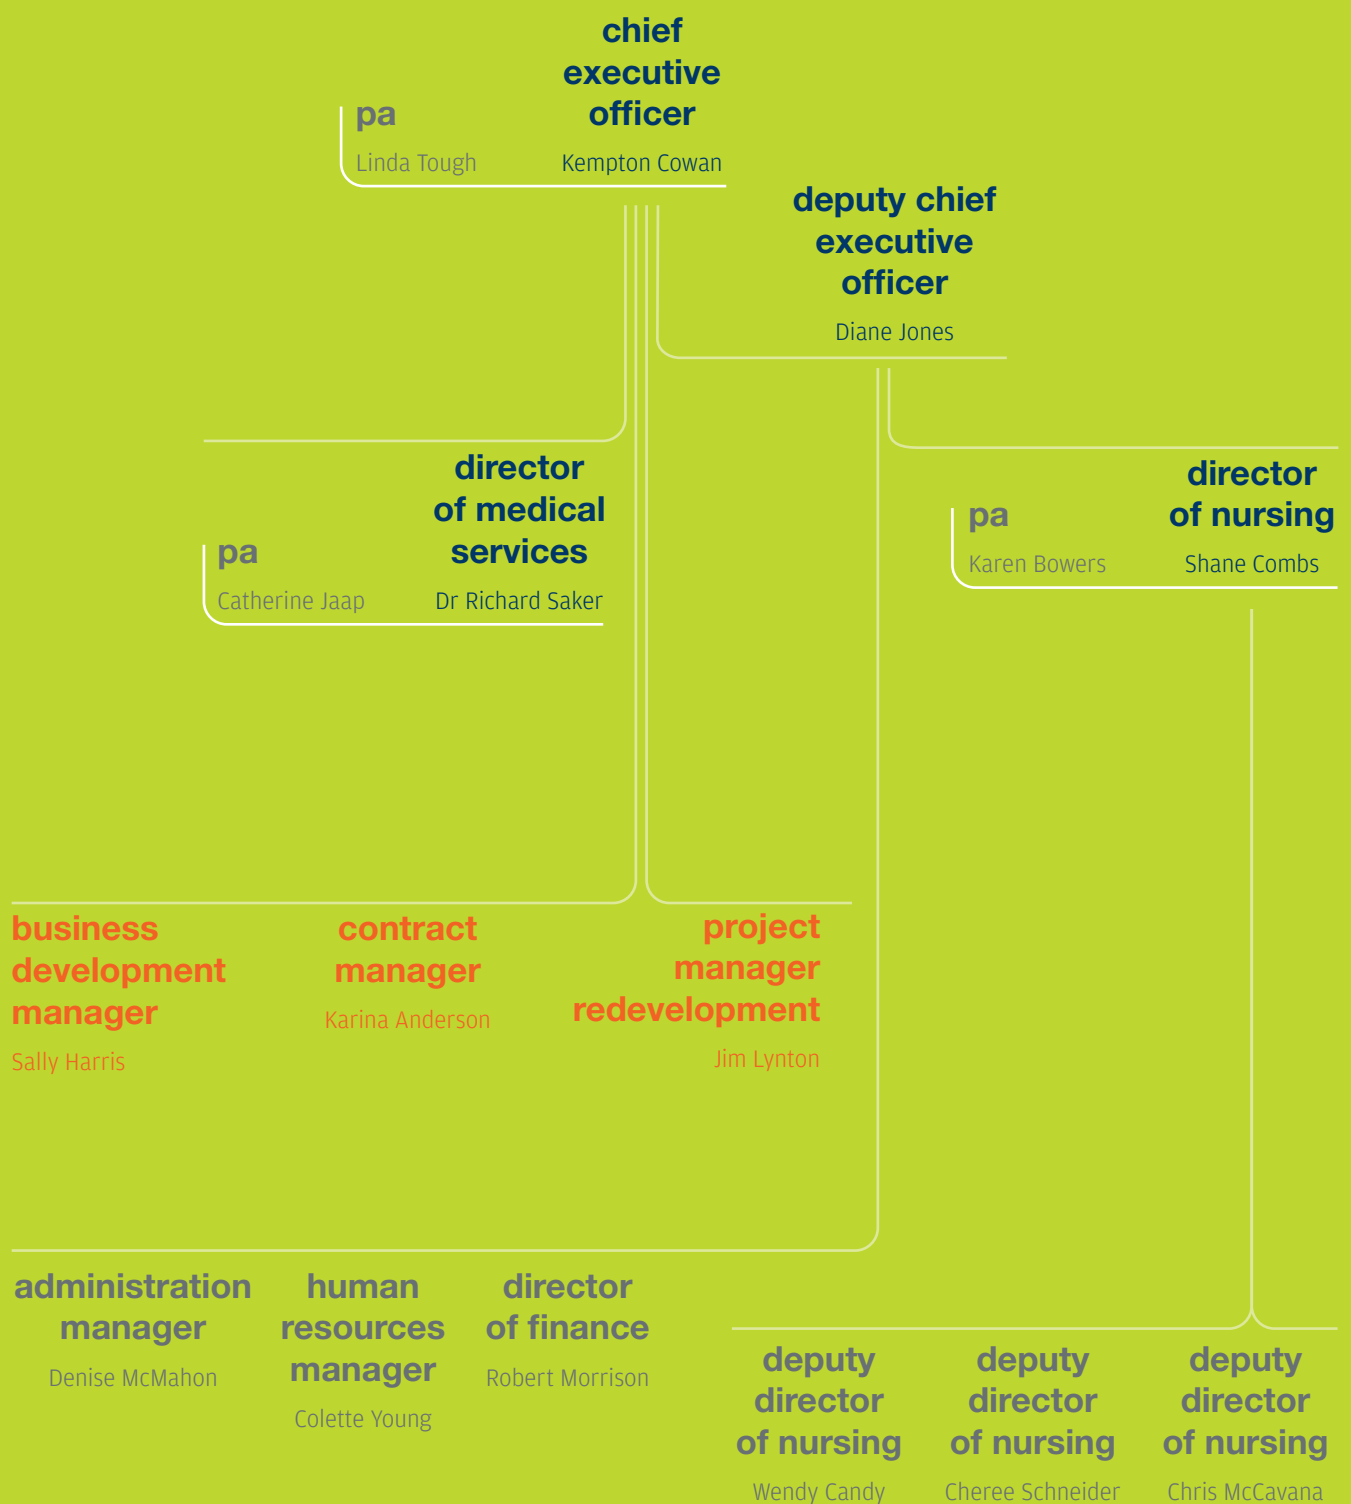 chief
executive
officer
Kempton Cowan
pa
Linda Tough
deputy chief
executive
officer
Diane Jones
director
of medical
services
Dr Richard Saker
pa
Catherine Jaap
director
of nursing
Shane Combs
pa
Karen Bowers
business
development
manager
Sally Harris
contract
manager
Karina Anderson
project
manager
redevelopment
Jim Lynton
administration
manager
Denise McMahon
human
resources
manager
Colette Young
director
of finance
Robert Morrison
deputy
director
of nursing
Wendy Candy
deputy
director
of nursing
Cheree Schneider
deputy
director
of nursing
Chris McCavana